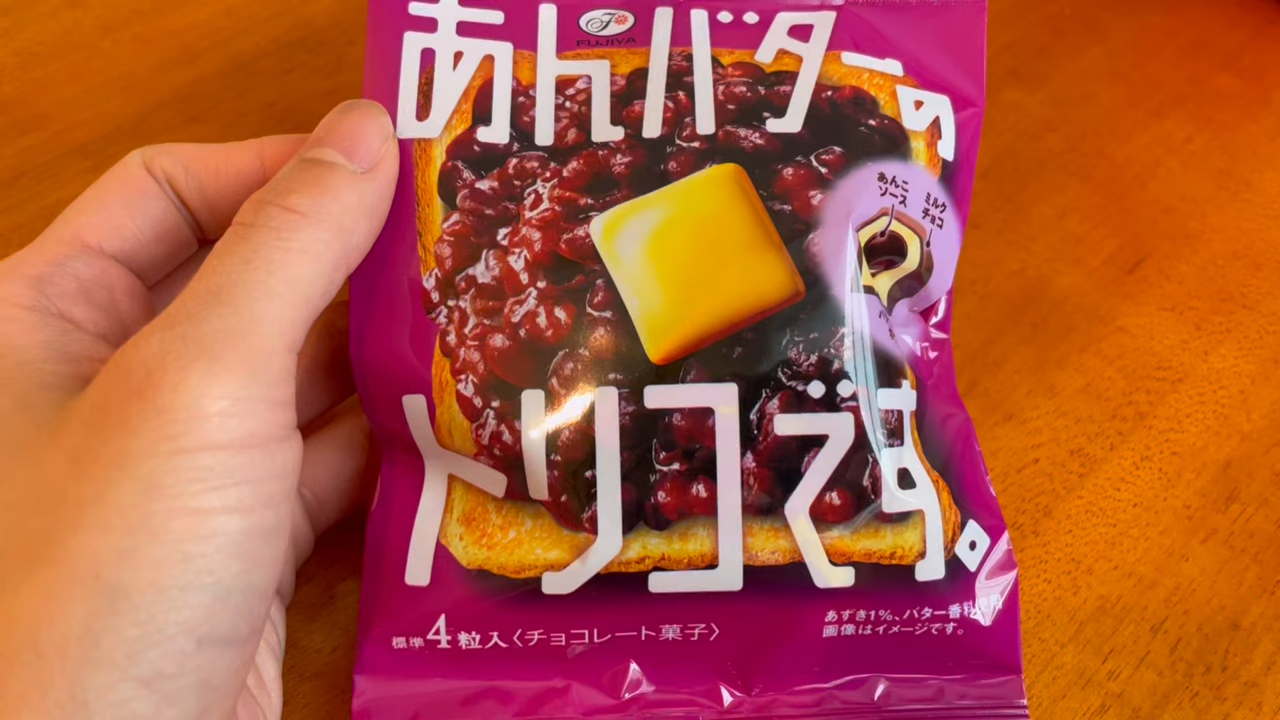 FUJIYA
あんバターの
あんこ
ソース
ミルク
チョコ
トリコです。
標準4粒入〈チョコレート菓子〉
あずき1%、バター香料使用
画像はイメージです。